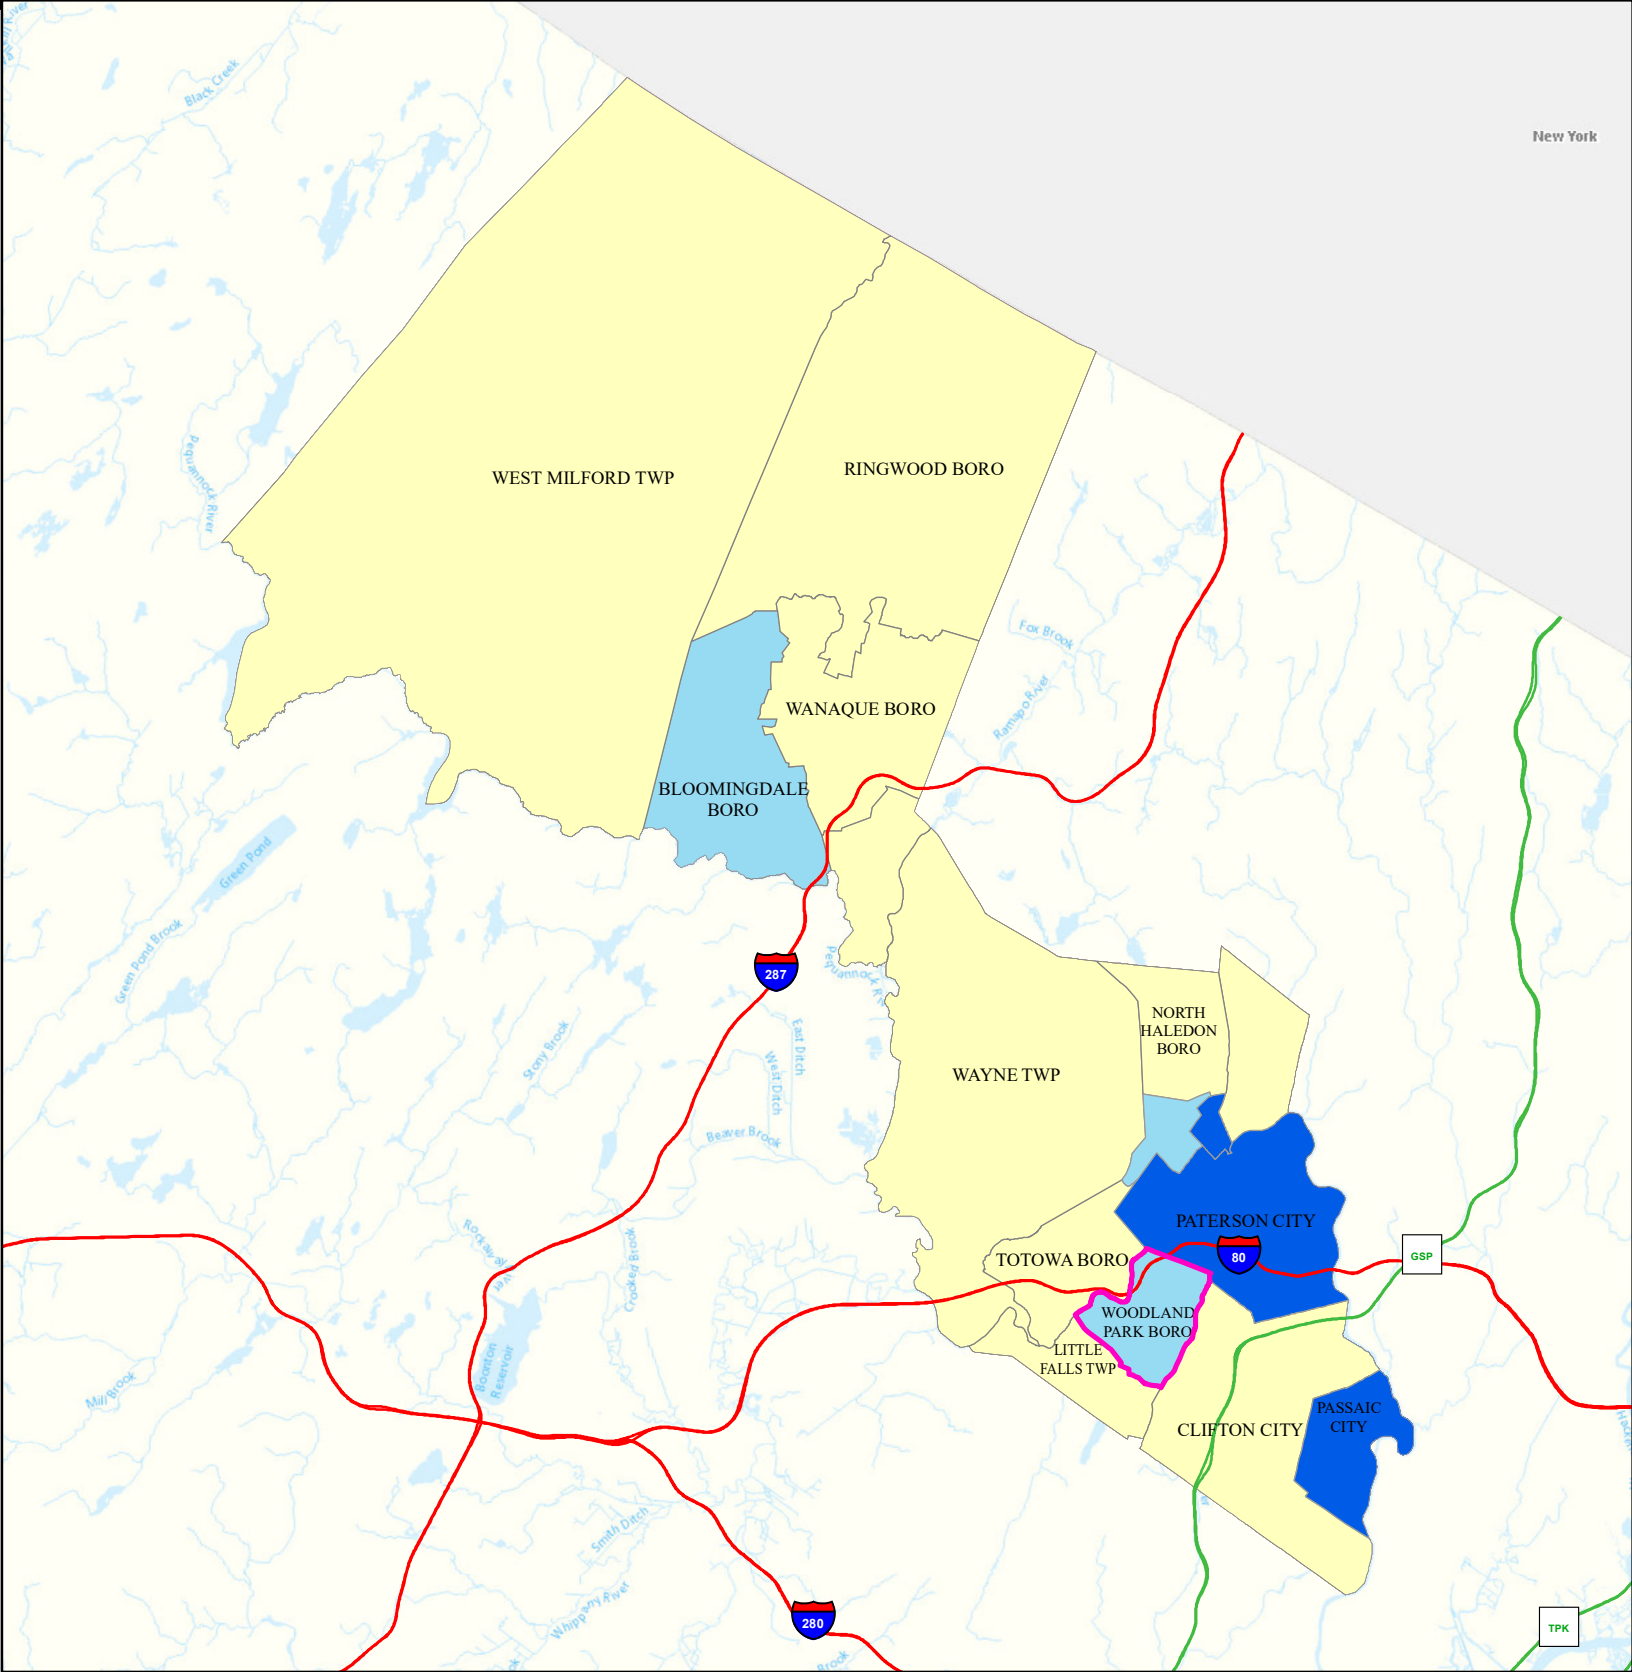 New York
Black Creek
Pequannock River
WEST MILFORD TWP
RINGWOOD BORO
Fox Brook
Ramapo River
WANAQUE BORO
BLOOMINGDALE
BORO
Green Pond
Green Pond Brook
287
Pequannock
NORTH
HALEDON
BORO
East Ditch
West Ditch
Stony Brook
WAYNE TWP
Beaver Brook
PATERSON CITY
Rockaway
Crooked Brook
TOTOWA BORO
80
GSP
WOODLAND
PARK BORO
LITTLE
FALLS TWP
Boonton
Reservoir
Mill Brook
PASSAIC
CITY
CLIFTON CITY
Smith Ditch
Whippany River
280
TPK
Brook